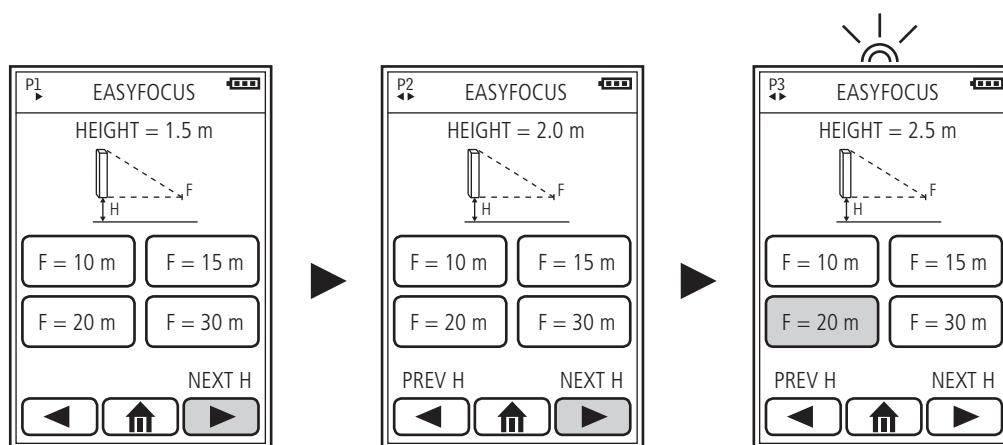 P1 EASYFOCUS
HEIGHT = 1.5 m
F
H
F = 10 m F = 15 m
F = 20 m F = 30 m
NEXT H
P2 EASYFOCUS
HEIGHT = 2.0 m
F
H
F = 10 m F = 15 m
F = 20 m F = 30 m
PREV H NEXT H
P3 EASYFOCUS
HEIGHT = 2.5 m
F
H
F = 10 m F = 15 m
F = 20 m F = 30 m
PREV H NEXT H